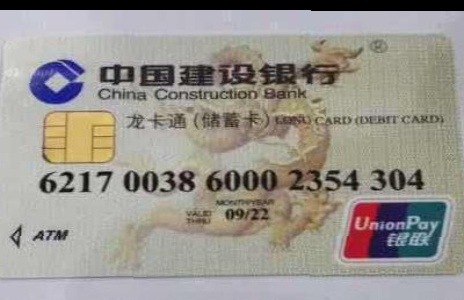 中国建设银行®
China Construction Bank
龙卡通(储蓄卡) LONG CARD (DEBIT CARD)
6217 0038 6000 2354 304
MONTH/YEAR
VALID THRU 09/22
ATM
UnionPay
银联